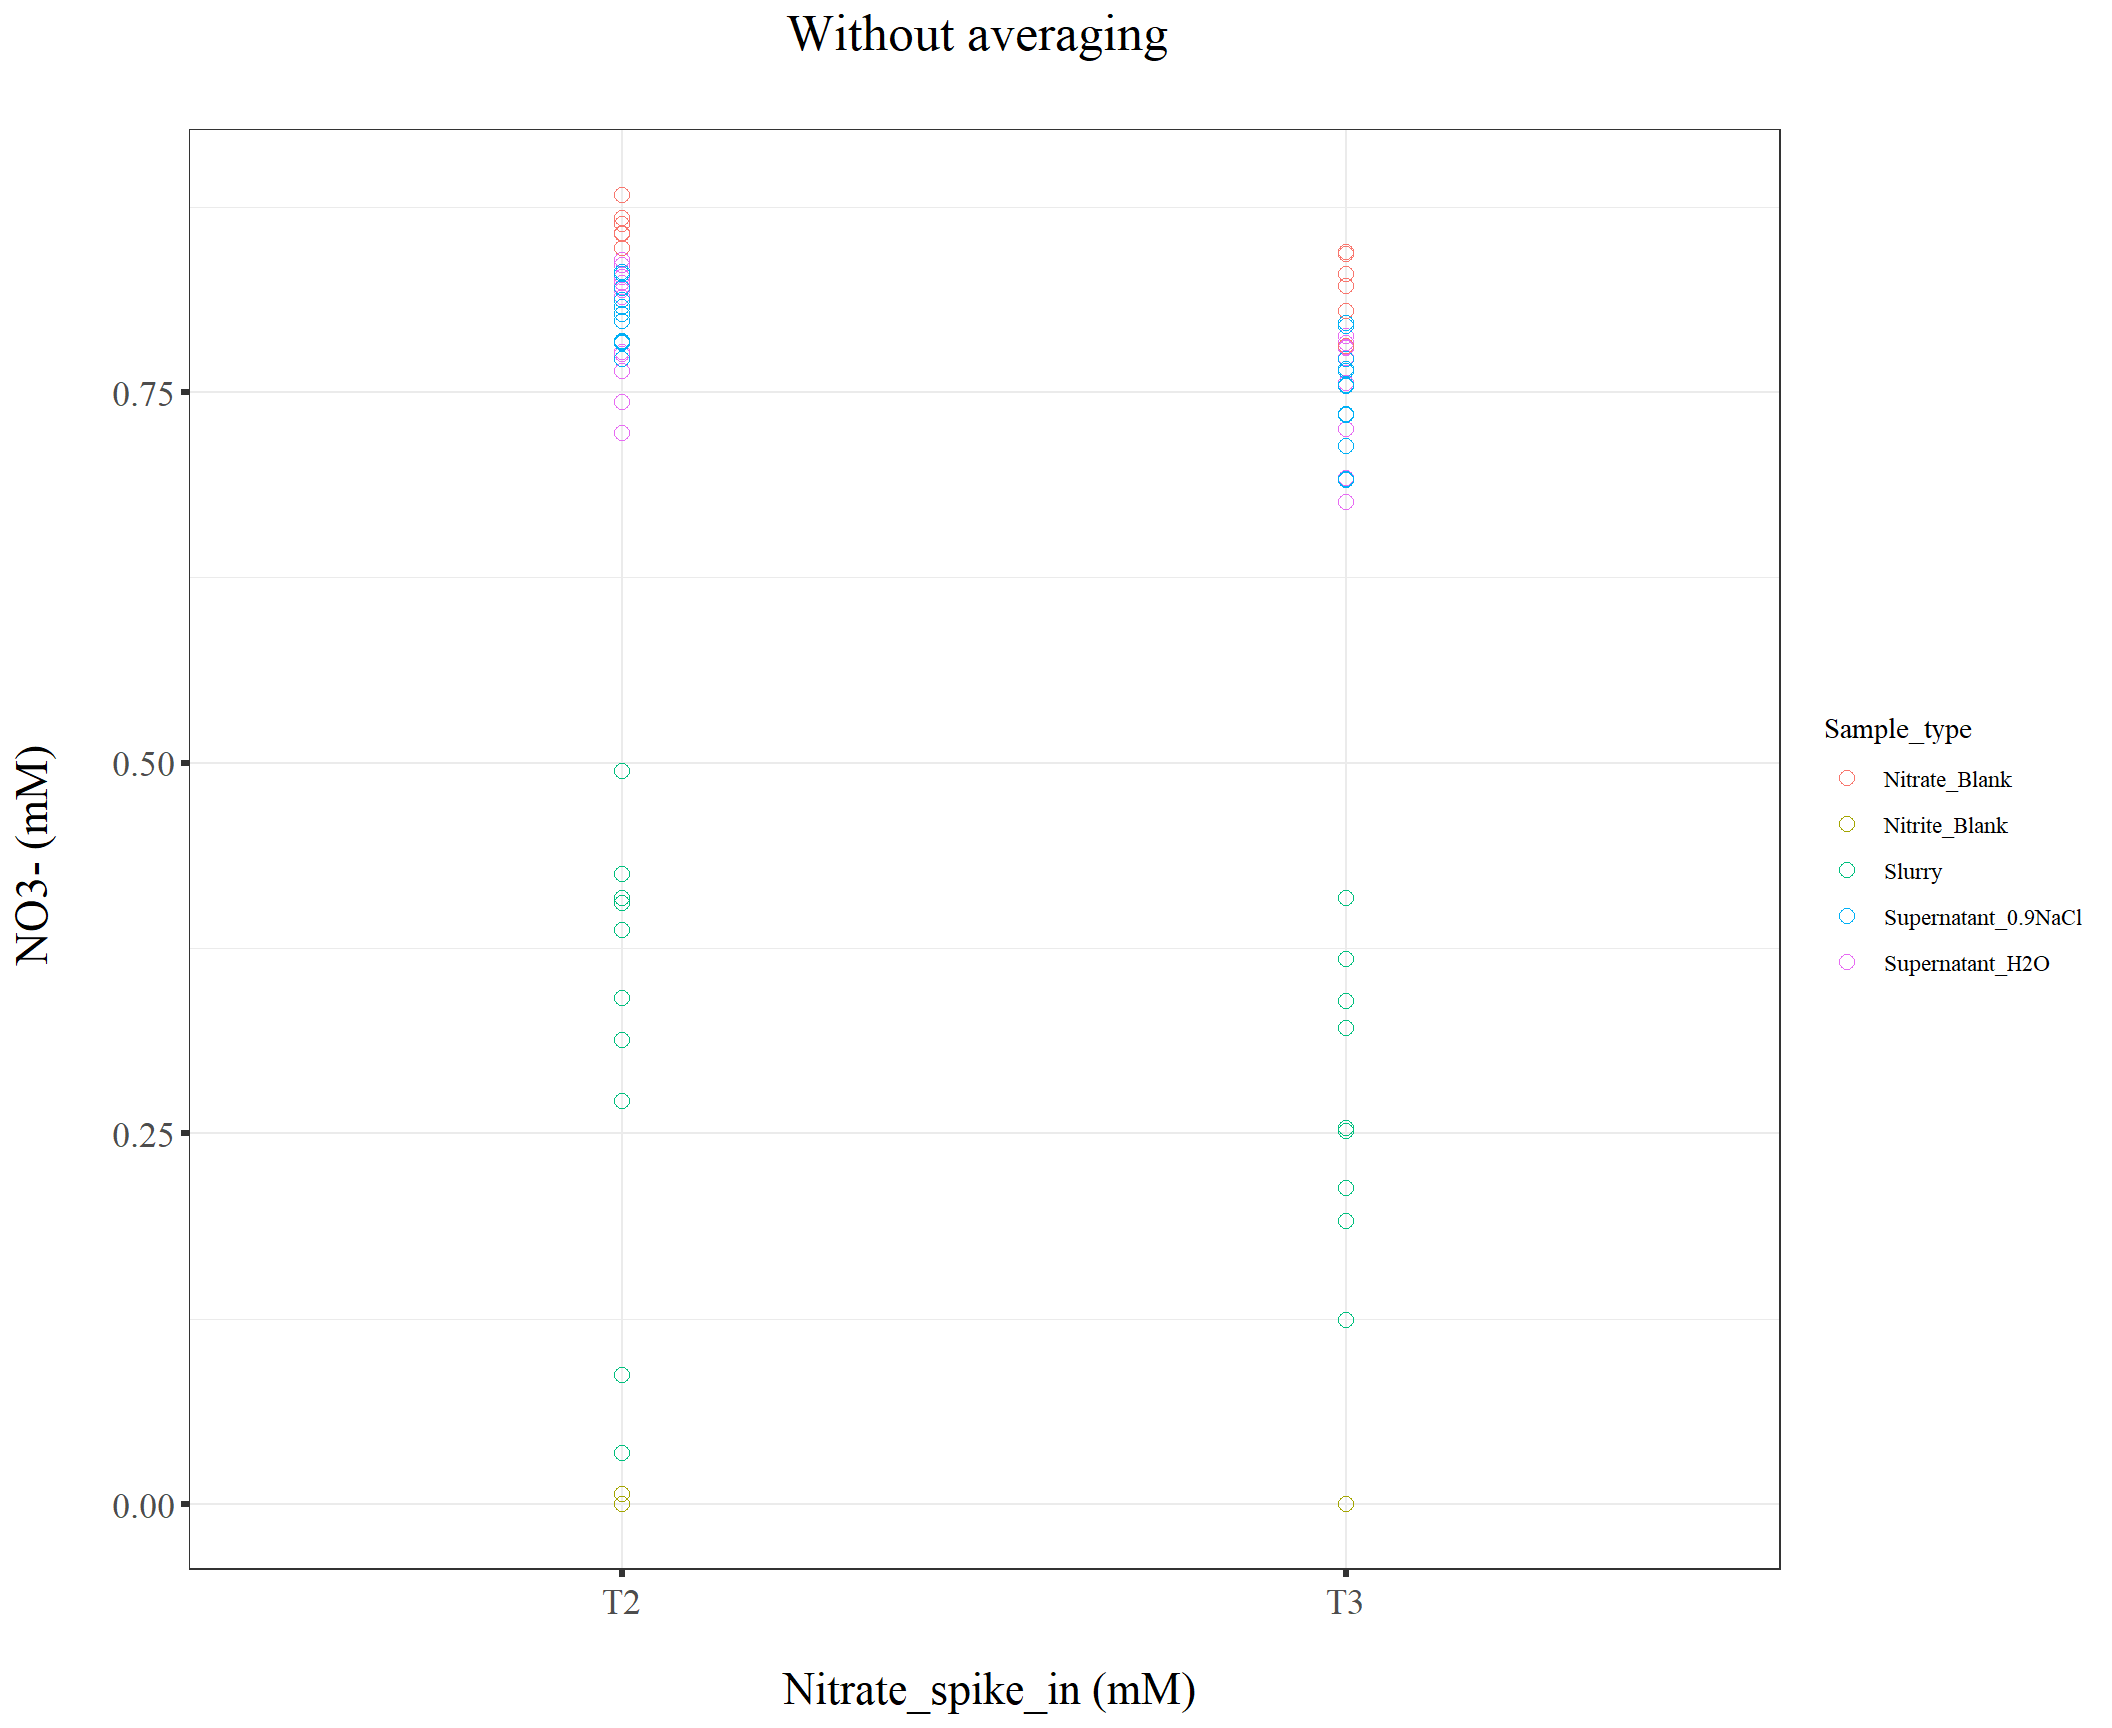 Without averaging
NO3- (mM)
0.75
0.50
0.25
0.00
T2
T3
Nitrate_spike_in (mM)
Sample_type
Nitrate_Blank
Nitrite_Blank
Slurry
Supernatant_0.9NaCl
Supernatant_H2O